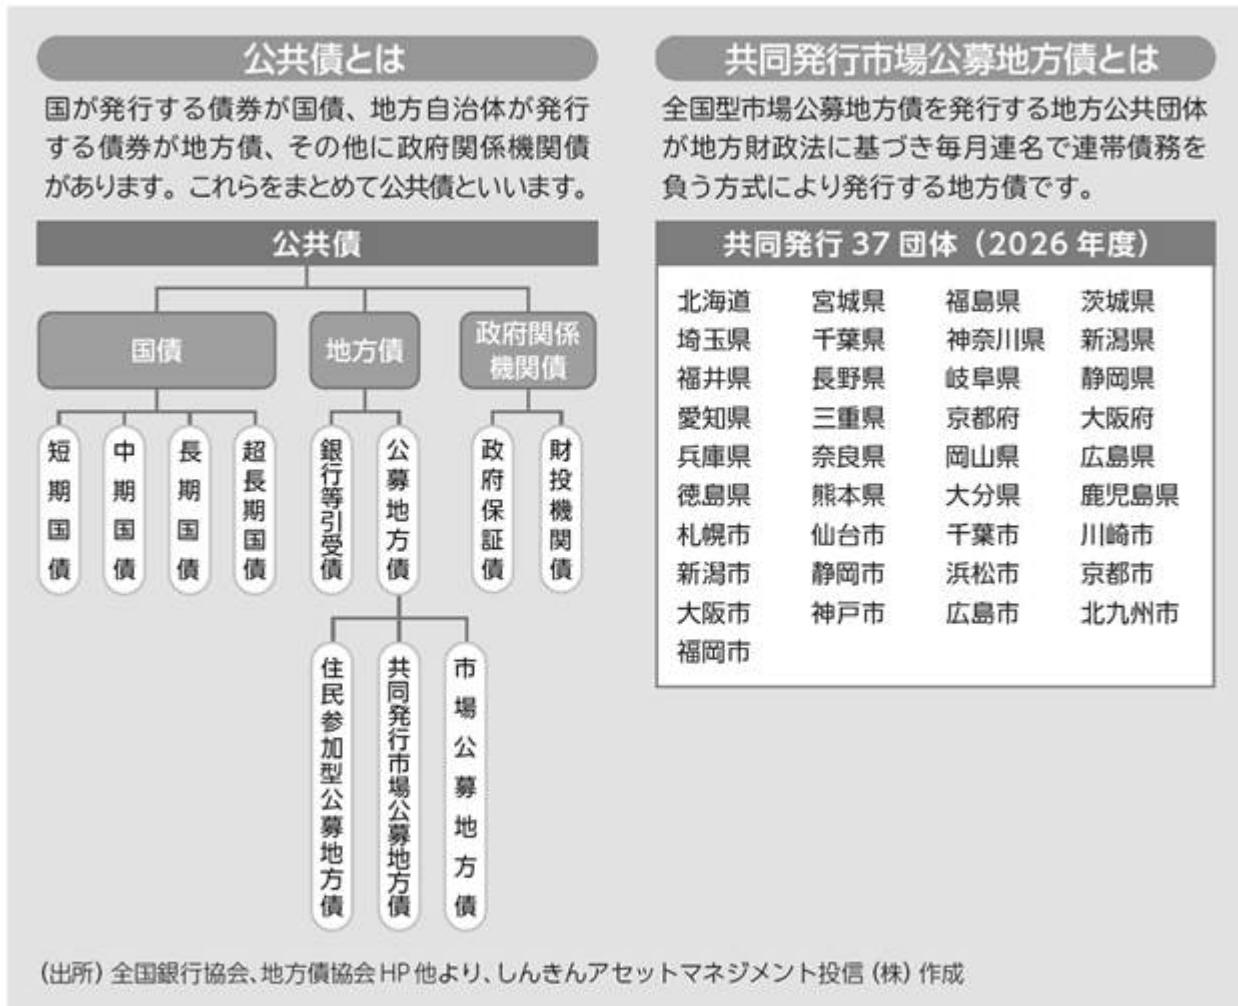 公共債とは
国が発行する債券が国債、地方自治体が発行
する債券が地方債、その他に政府関係機関債
があります。これらをまとめて公共債といいます。
公共債
国債
地方債
政府関係
機関債
短期国債
中期国債
長期国債
超長期国債
銀行等引受債
公募地方債
政府保証債
財投機関債
住民参加型公募地方債
共同発行市場公募地方債
市場公募地方債
共同発行市場公募地方債とは
全国型市場公募地方債を発行する地方公共団体
が地方財政法に基づき毎月連名で連帯債務を
負う方式により発行する地方債です。
共同発行 37 団体（2026 年度）
北海道 宮城県 福島県 茨城県
埼玉県 千葉県 神奈川県 新潟県
福井県 長野県 岐阜県 静岡県
愛知県 三重県 京都府 大阪府
兵庫県 奈良県 岡山県 広島県
徳島県 熊本県 大分県 鹿児島県
札幌市 仙台市 千葉市 川崎市
新潟市 静岡市 浜松市 京都市
大阪市 神戸市 広島市 北九州市
福岡市
（出所）全国銀行協会、地方債協会HP他より、しんきんアセットマネジメント投信（株）作成